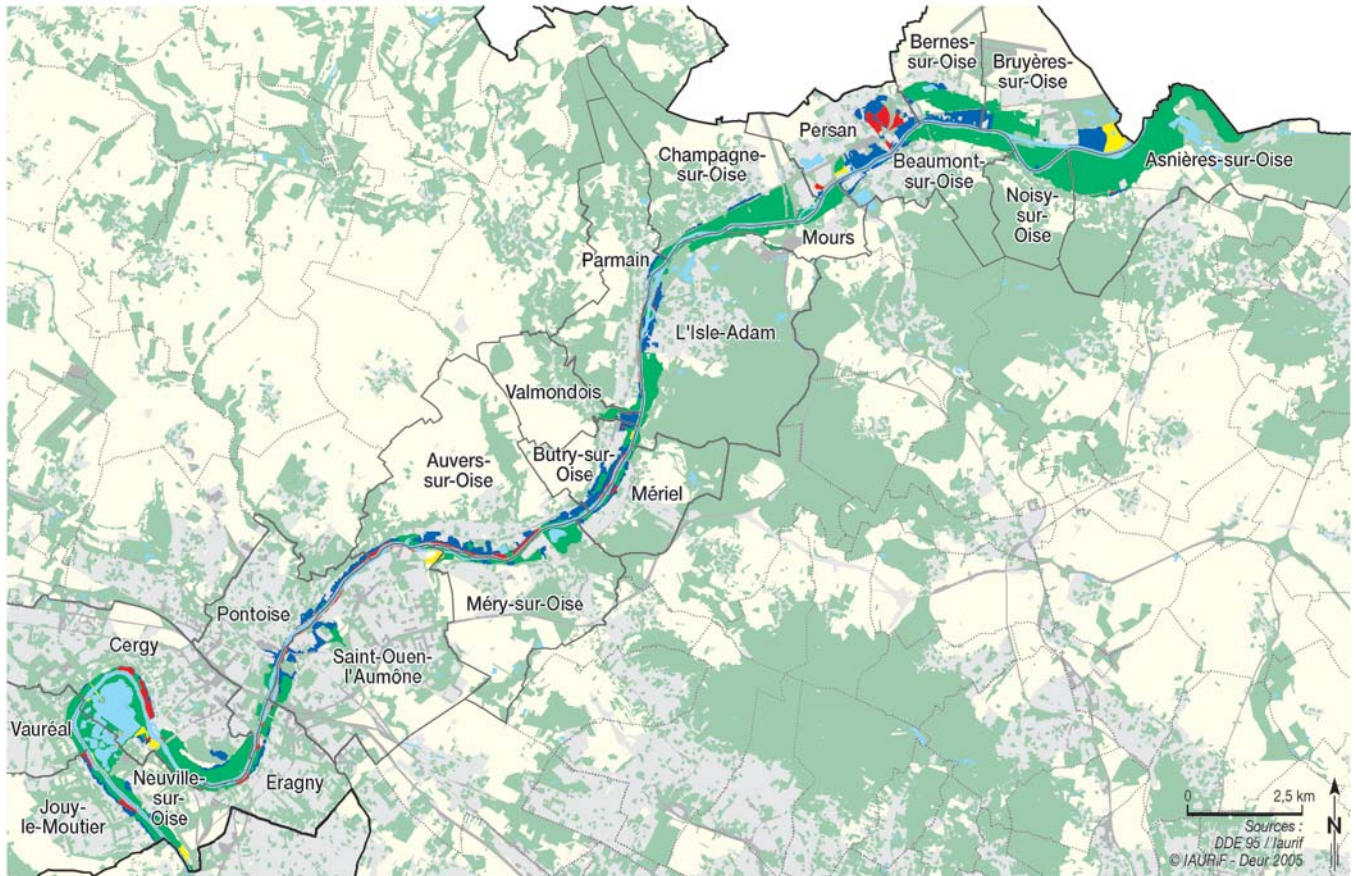 Bernes-
sur-Oise
Bruyères-
sur-Oise
Persan
Champagne-
sur-Oise
Beaumont-
sur-Oise
Asnières-sur-Oise
Noisy-
sur-
Oise
Mours
Parmain
L'Isle-Adam
Valmondois
Auvers-
sur-Oise
Butry-sur-
Oise
Mériel
Pontoise
Méry-sur-Oise
Cergy
Saint-Ouen-
l'Aumône
Vauréal
Neuville-
sur-
Oise
Eragny
Jouy-
le-Moutier
0 2,5 km
N
Sources :
DDE 95 / Iaurif
© IAURIF - Deur 2005